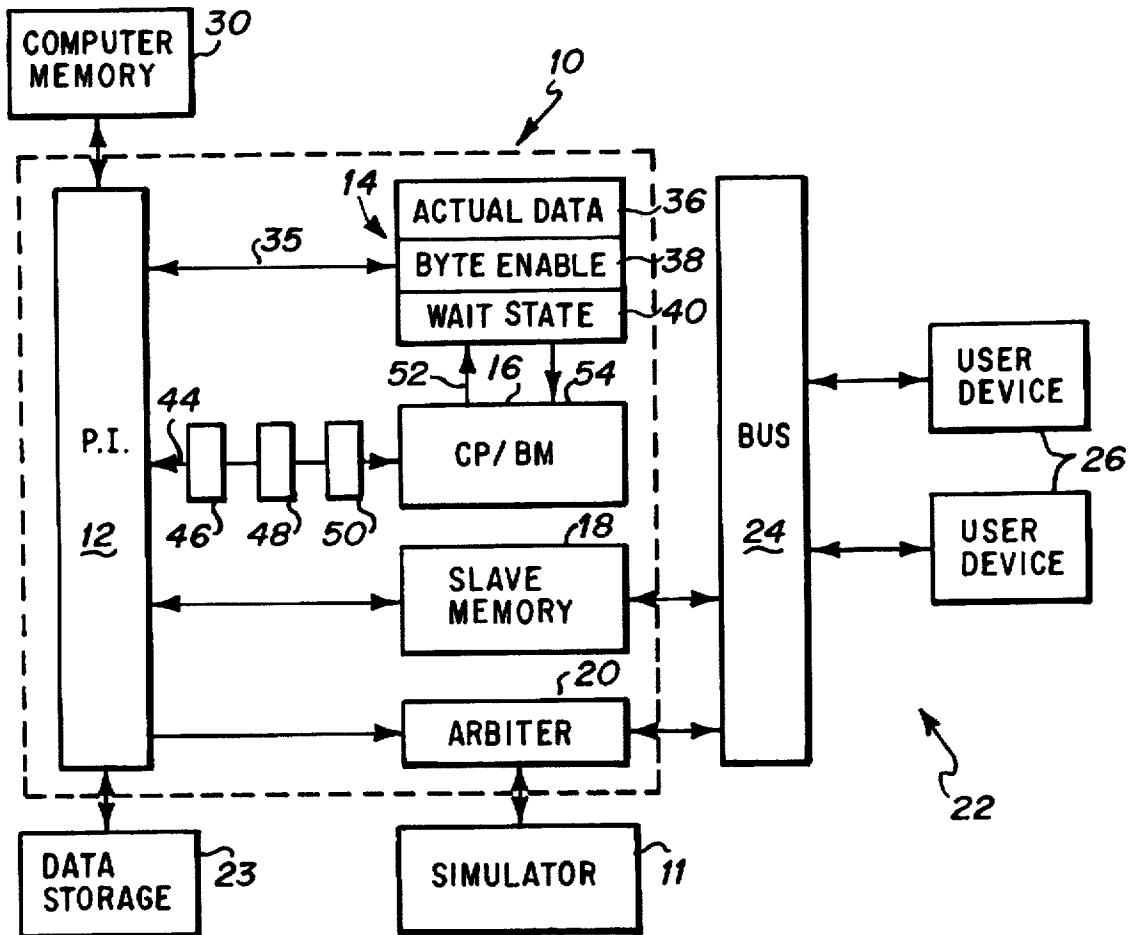 COMPUTER
MEMORY
30
10
14
ACTUAL DATA
36
35
BYTE ENABLE
38
WAIT STATE
40
52
16
54
44
P.I.
12
CP/BM
46
48
50
18
SLAVE
MEMORY
20
ARBITER
BUS
24
USER
DEVICE
26
USER
DEVICE
22
DATA
STORAGE
23
SIMULATOR
11